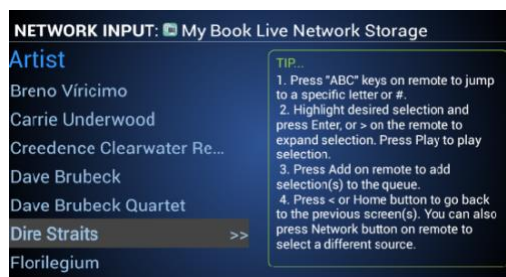 NETWORK INPUT: My Book Live Network Storage
Artist
Breno Víricimo
Carrie Underwood
Creedence Clearwater Re...
Dave Brubeck
Dave Brubeck Quartet
Dire Straits >>
Florilegium
TIP...
1. Press "ABC" keys on remote to jump
to a specific letter or #.
2. Highlight desired selection and
press Enter, or > on the remote to
expand selection. Press Play to play
selection.
3. Press Add on remote to add
selection(s) to the queue.
4. Press < or Home button to go back
to the previous screen(s). You can also
press Network button on remote to
select a different source.